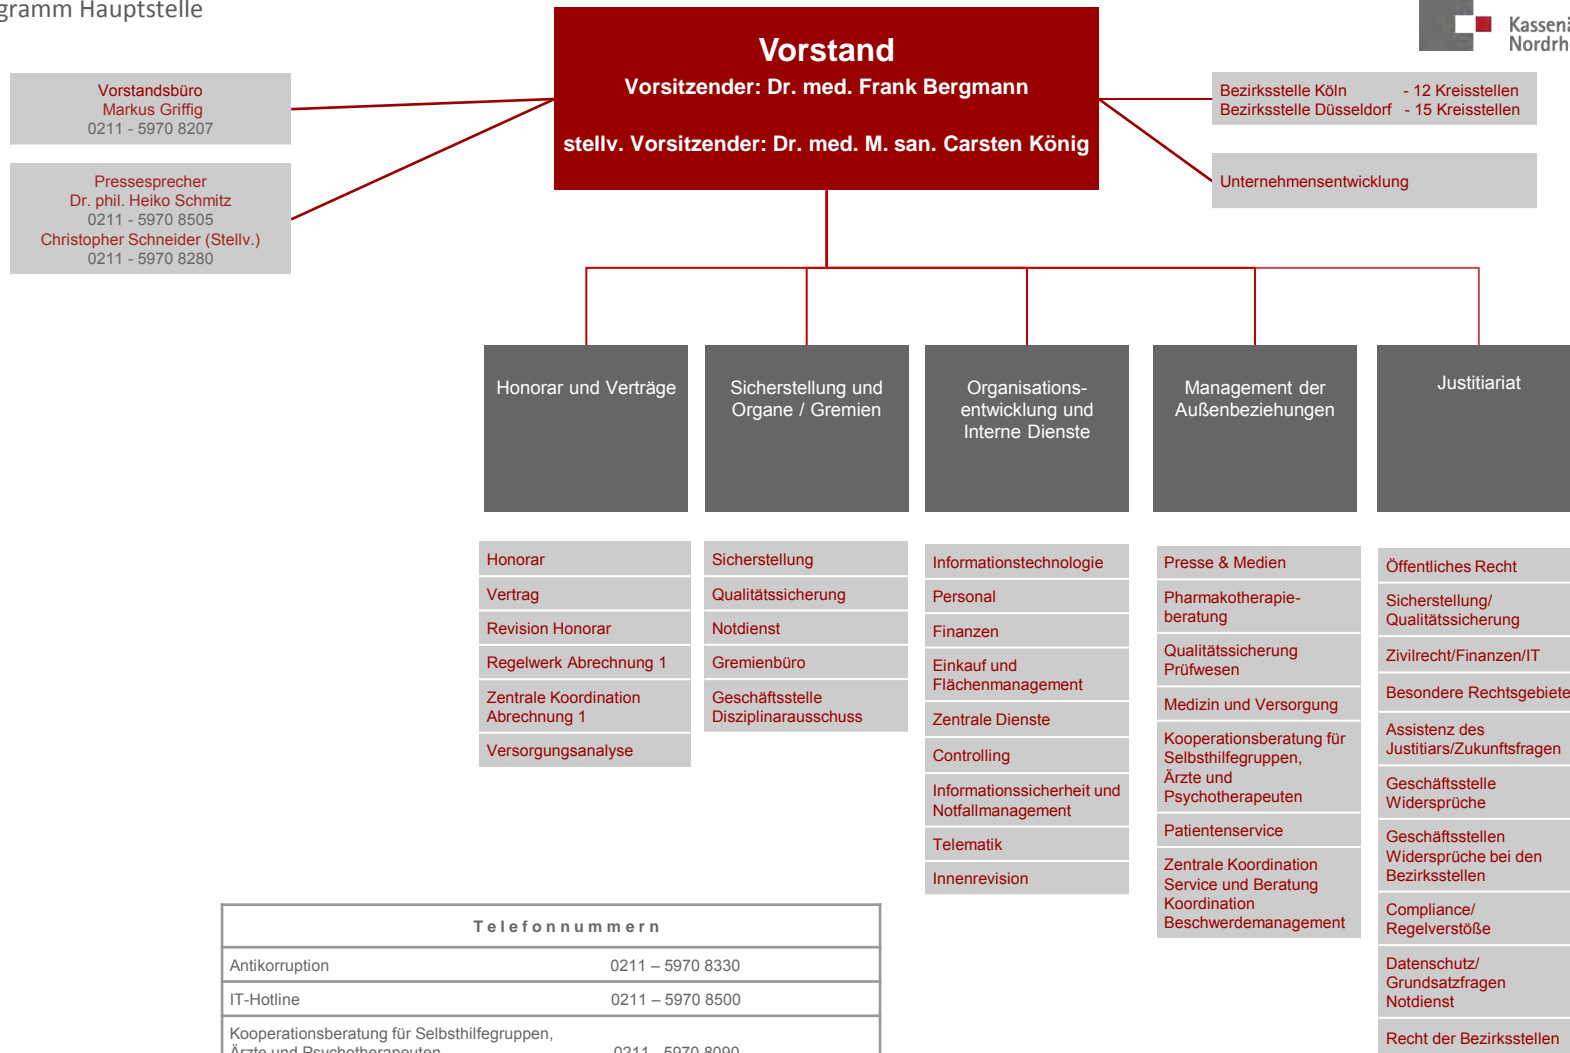 Hauptstelle
Vorstand
Vorsitzender: Dr. med. Frank Bergmann
stellv. Vorsitzender: Dr. med. M. san. Carsten König
Vorstandsbüro
Markus Griffig
0211 - 5970 8207
Pressesprecher
Dr. phil. Heiko Schmitz
0211 - 5970 8505
Christopher Schneider (Stellv.)
0211 - 5970 8280
Bezirksstelle Köln - 12 Kreisstellen
Bezirksstelle Düsseldorf - 15 Kreisstellen
Unternehmensentwicklung
Honorar und Verträge
Honorar
Vertrag
Revision Honorar
Regelwerk Abrechnung 1
Zentrale Koordination
Abrechnung 1
Versorgungsanalyse
Sicherstellung und
Organe / Gremien
Sicherstellung
Qualitätssicherung
Notdienst
Gremienbüro
Geschäftsstelle
Disziplinarausschuss
Organisations-
entwicklung und
Interne Dienste
Informationstechnologie
Personal
Finanzen
Einkauf und
Flächenmanagement
Zentrale Dienste
Controlling
Informationssicherheit und
Notfallmanagement
Telematik
Innenrevision
Management der
Außenbeziehungen
Presse & Medien
Pharmakotherapie-
beratung
Qualitätssicherung
Prüfwesen
Medizin und Versorgung
Kooperationsberatung für
Selbsthilfegruppen,
Ärzte und
Psychotherapeuten
Patientenservice
Zentrale Koordination
Service und Beratung
Koordination
Beschwerdemanagement
Justitiariat
Öffentliches Recht
Sicherstellung/
Qualitätssicherung
Zivilrecht/Finanzen/IT
Besondere Rechtsgebiete
Assistenz des
Justitiars/Zukunftsfragen
Geschäftsstelle
Widersprüche
Geschäftsstellen
Widersprüche bei den
Bezirksstellen
Compliance/
Regelverstöße
Datenschutz/
Grundsatzfragen
Notdienst
Recht der Bezirksstellen
Telefonnummern
Antikorruption 0211 – 5970 8330
IT-Hotline 0211 – 5970 8500
Kooperationsberatung für Selbsthilfegruppen,
Ärzte und Psychotherapeuten 0211 - 5970 8090